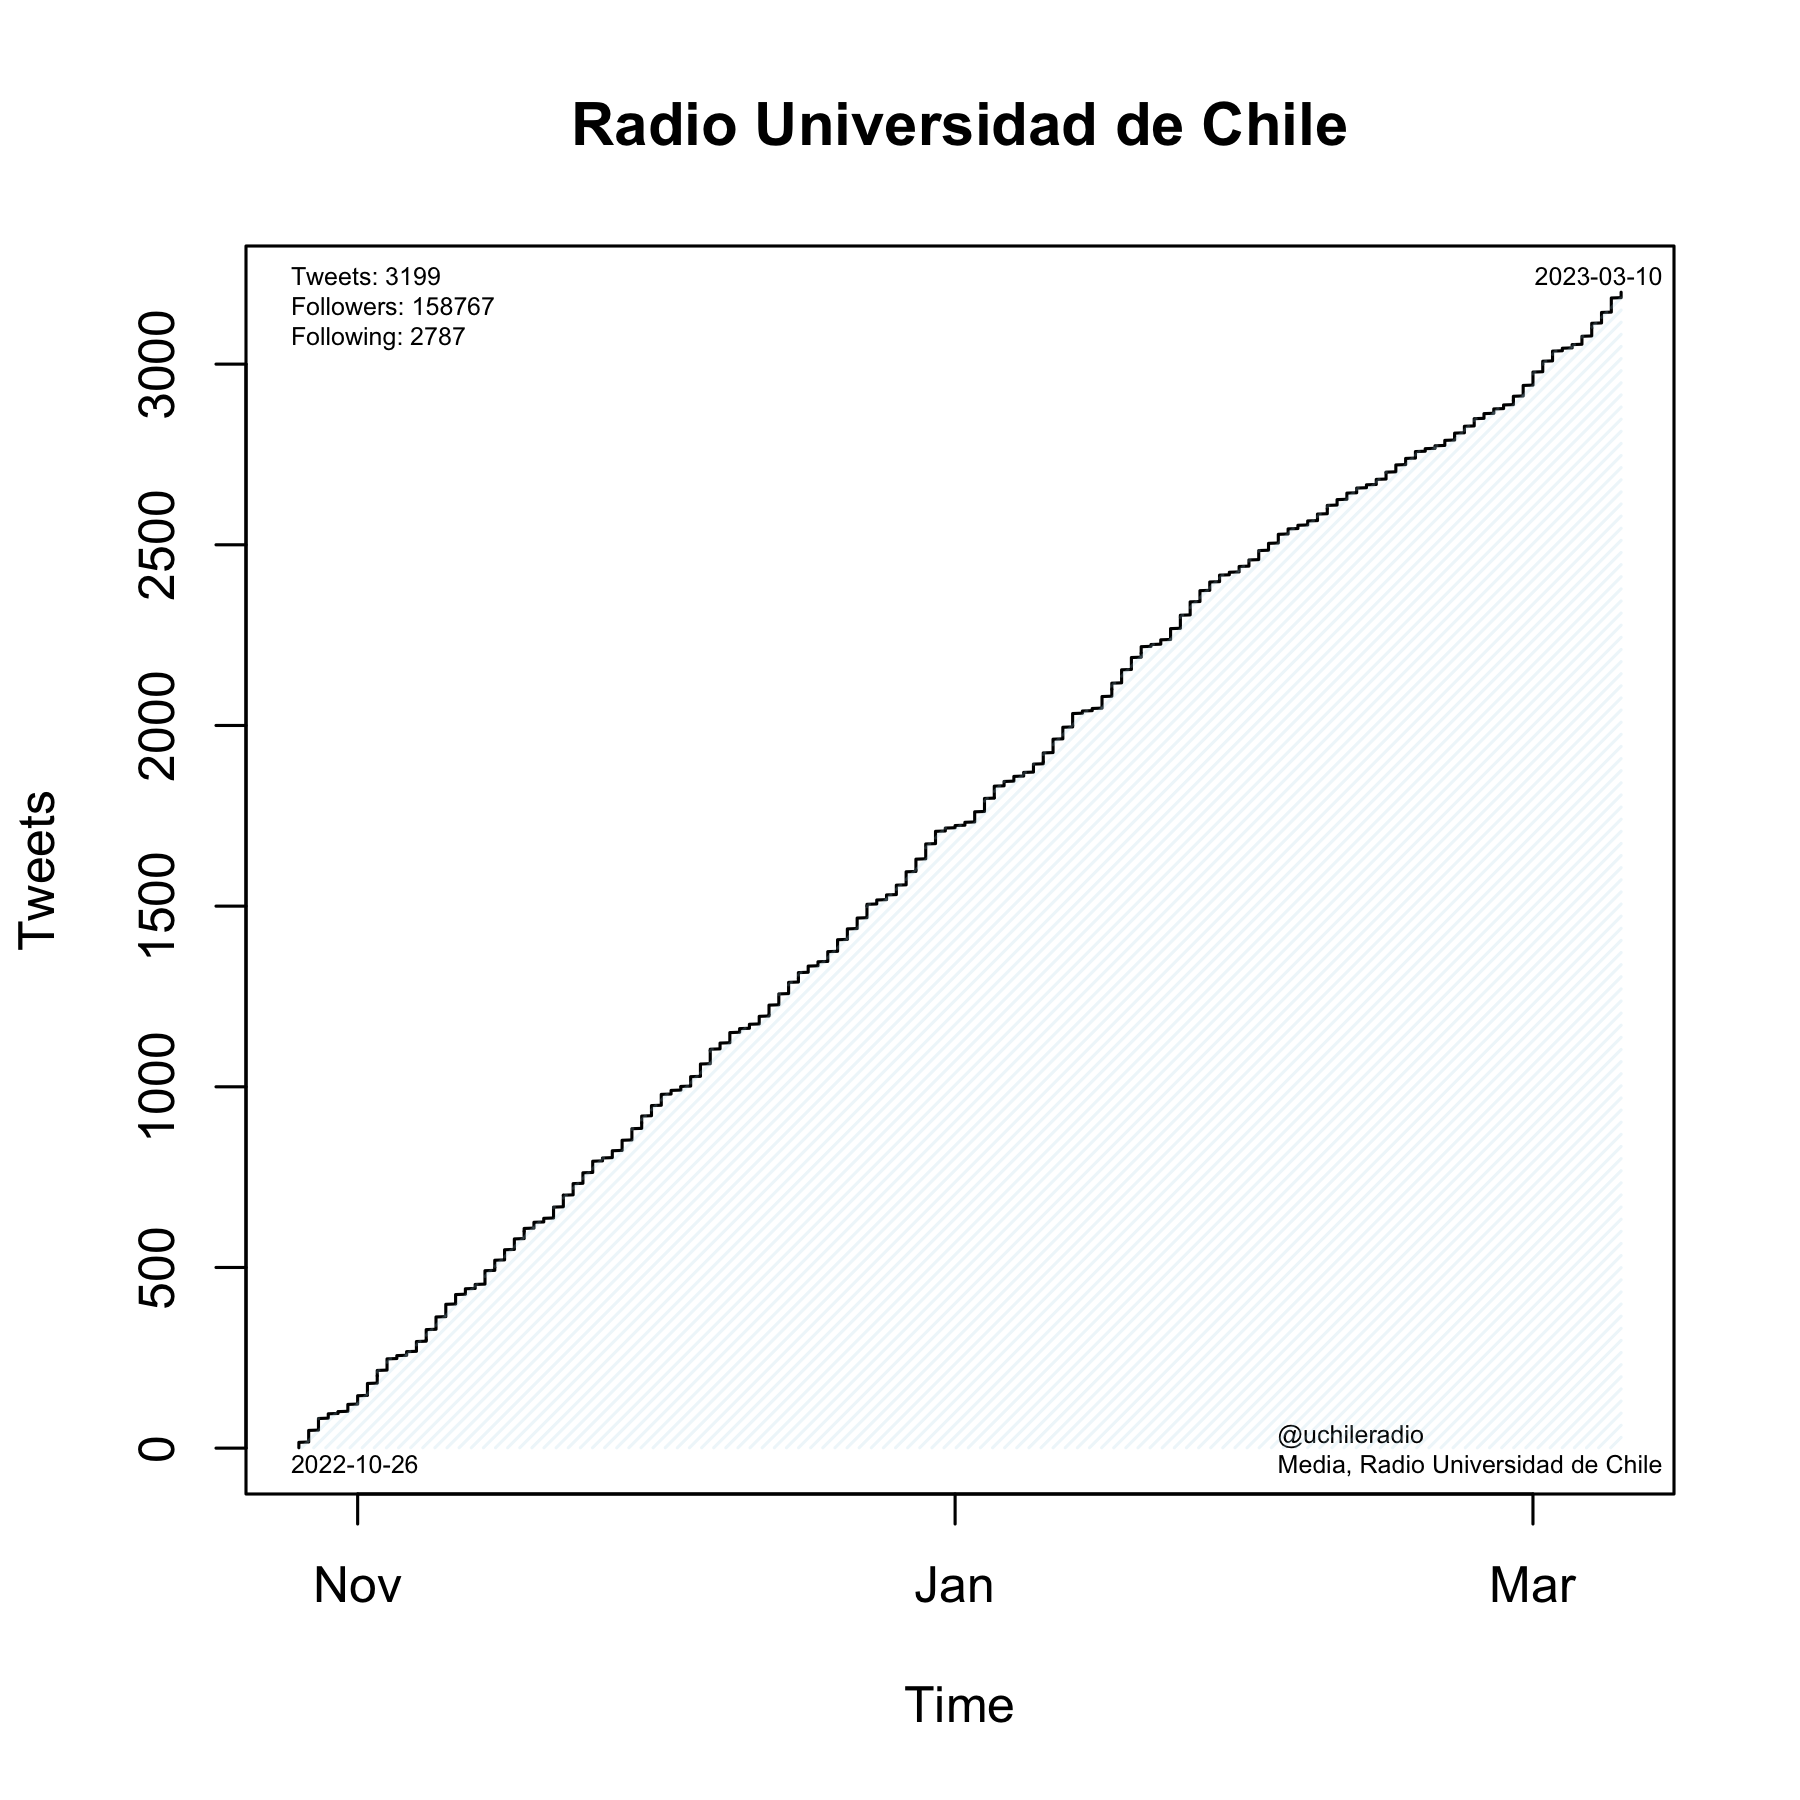 Radio Universidad de Chile
Tweets: 3199
Followers: 158767
Following: 2787
2023-03-10
3000
2500
2000
1500
1000
500
0
Tweets
@uchileradio
Media, Radio Universidad de Chile
2022-10-26
Nov
Jan
Mar
Time